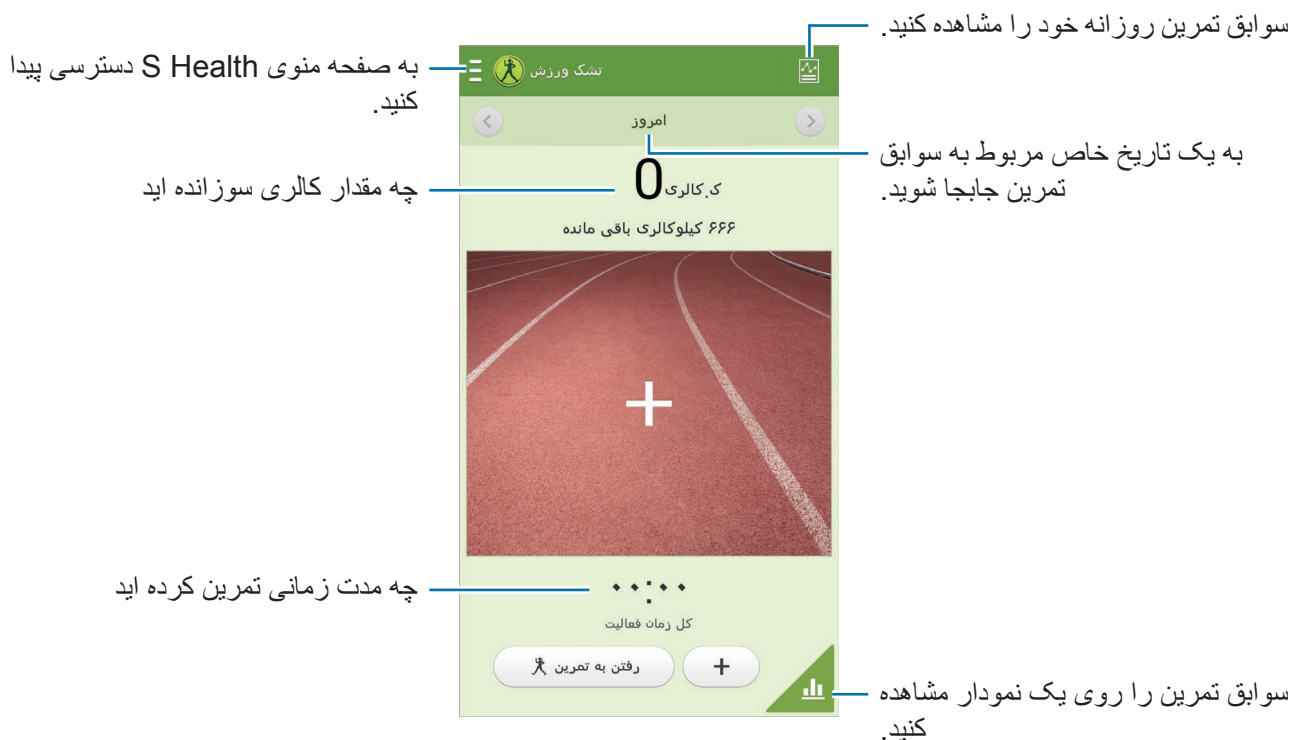 سوابق تمرین روزانه خود را مشاهده کنید.
به صفحه منوی S Health دسترسی پیدا
کنید.
تشک ورزش
امروز
به یک تاریخ خاص مربوط به سوابق
تمرین جابجا شوید.
0 ک.کالری
چه مقدار کالری سوزانده اید
۶۶۶ کیلوکالری باقی مانده
۰۰:۰۰
چه مدت زمانی تمرین کرده اید
کل زمان فعالیت
رفتن به تمرین
سوابق تمرین را روی یک نمودار مشاهده
کنید.